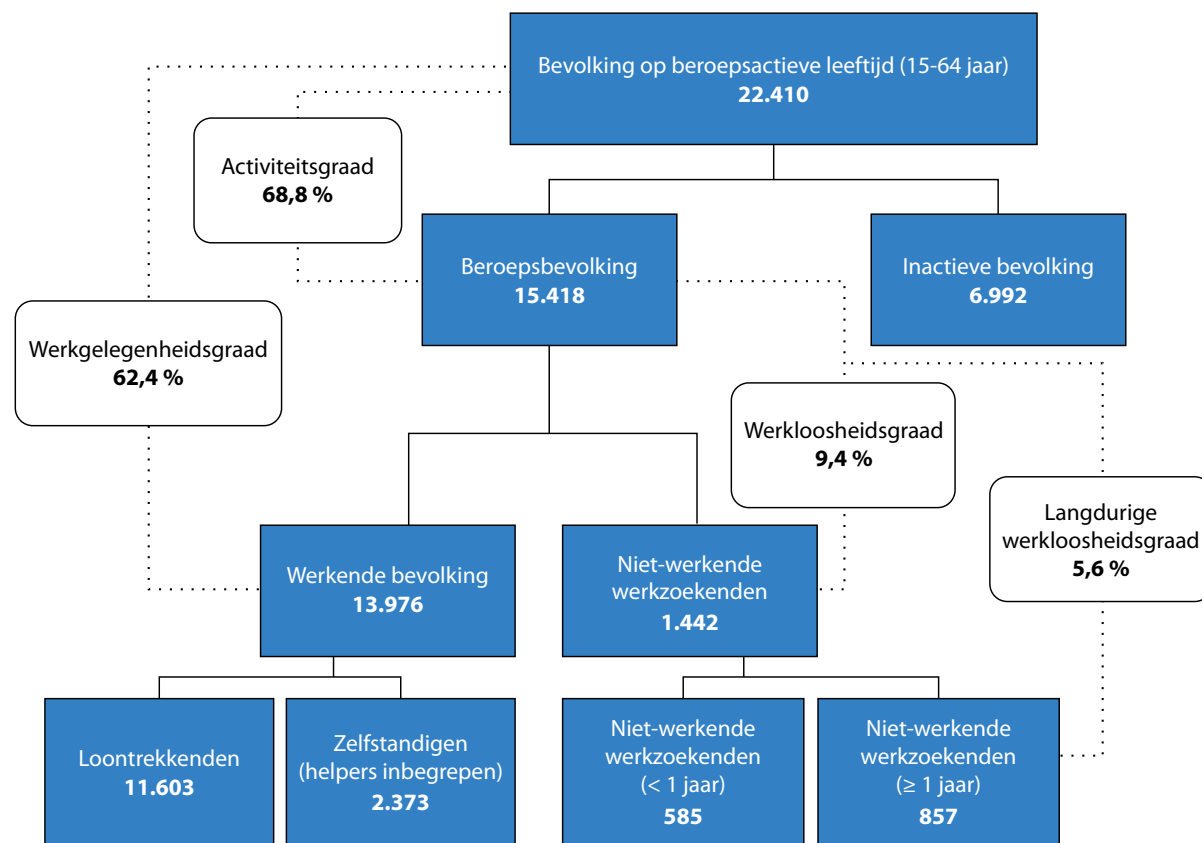 Bevolking op beroepsactieve leeftijd (15-64 jaar)
22.410
Activiteitsgraad
68,8 %
Beroepsbevolking
15.418
Inactieve bevolking
6.992
Werkgelegenheidsgraad
62,4 %
Werkloosheidsgraad
9,4 %
Langdurige
werkloosheidsgraad
5,6 %
Werkende bevolking
13.976
Niet-werkende
werkzoekenden
1.442
Loontrekkenden
11.603
Zelfstandigen
(helpers inbegrepen)
2.373
Niet-werkende
werkzoekenden
(< 1 jaar)
585
Niet-werkende
werkzoekenden
(≥ 1 jaar)
857